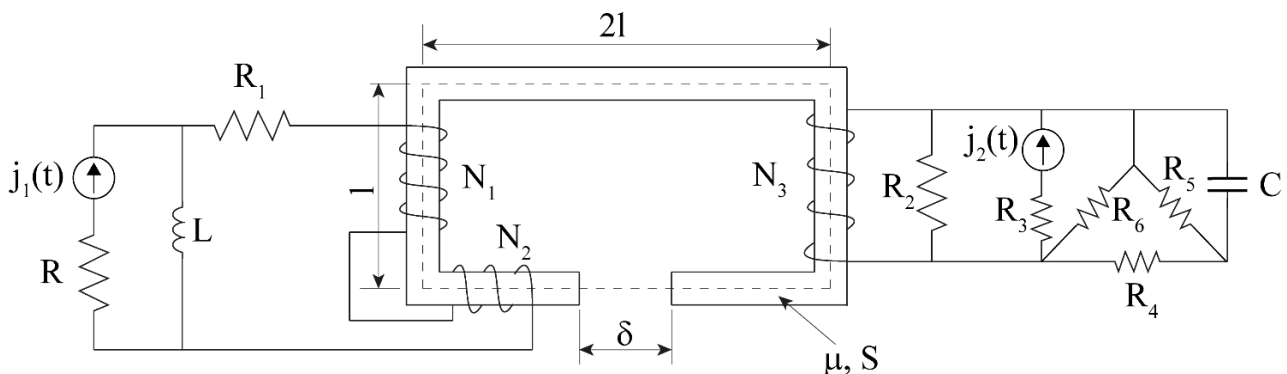 2l
R₁
j₁(t)
R
L
l
N₁
N₂
N₃
R₂
j₂(t)
R₃
R₆
R₅
C
R₄
δ
μ, S